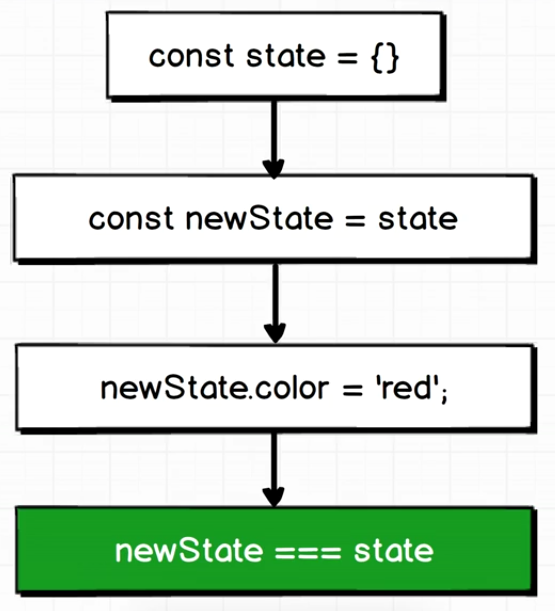 const state = {}
const newState = state
newState.color = 'red';
newState === state